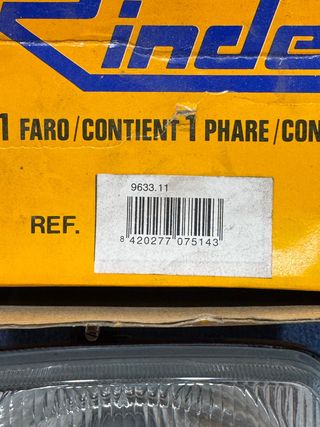 Rinde
1 FARO/CONTIENT 1 PHARE/CON
REF.
9633.11
8 420277 075143